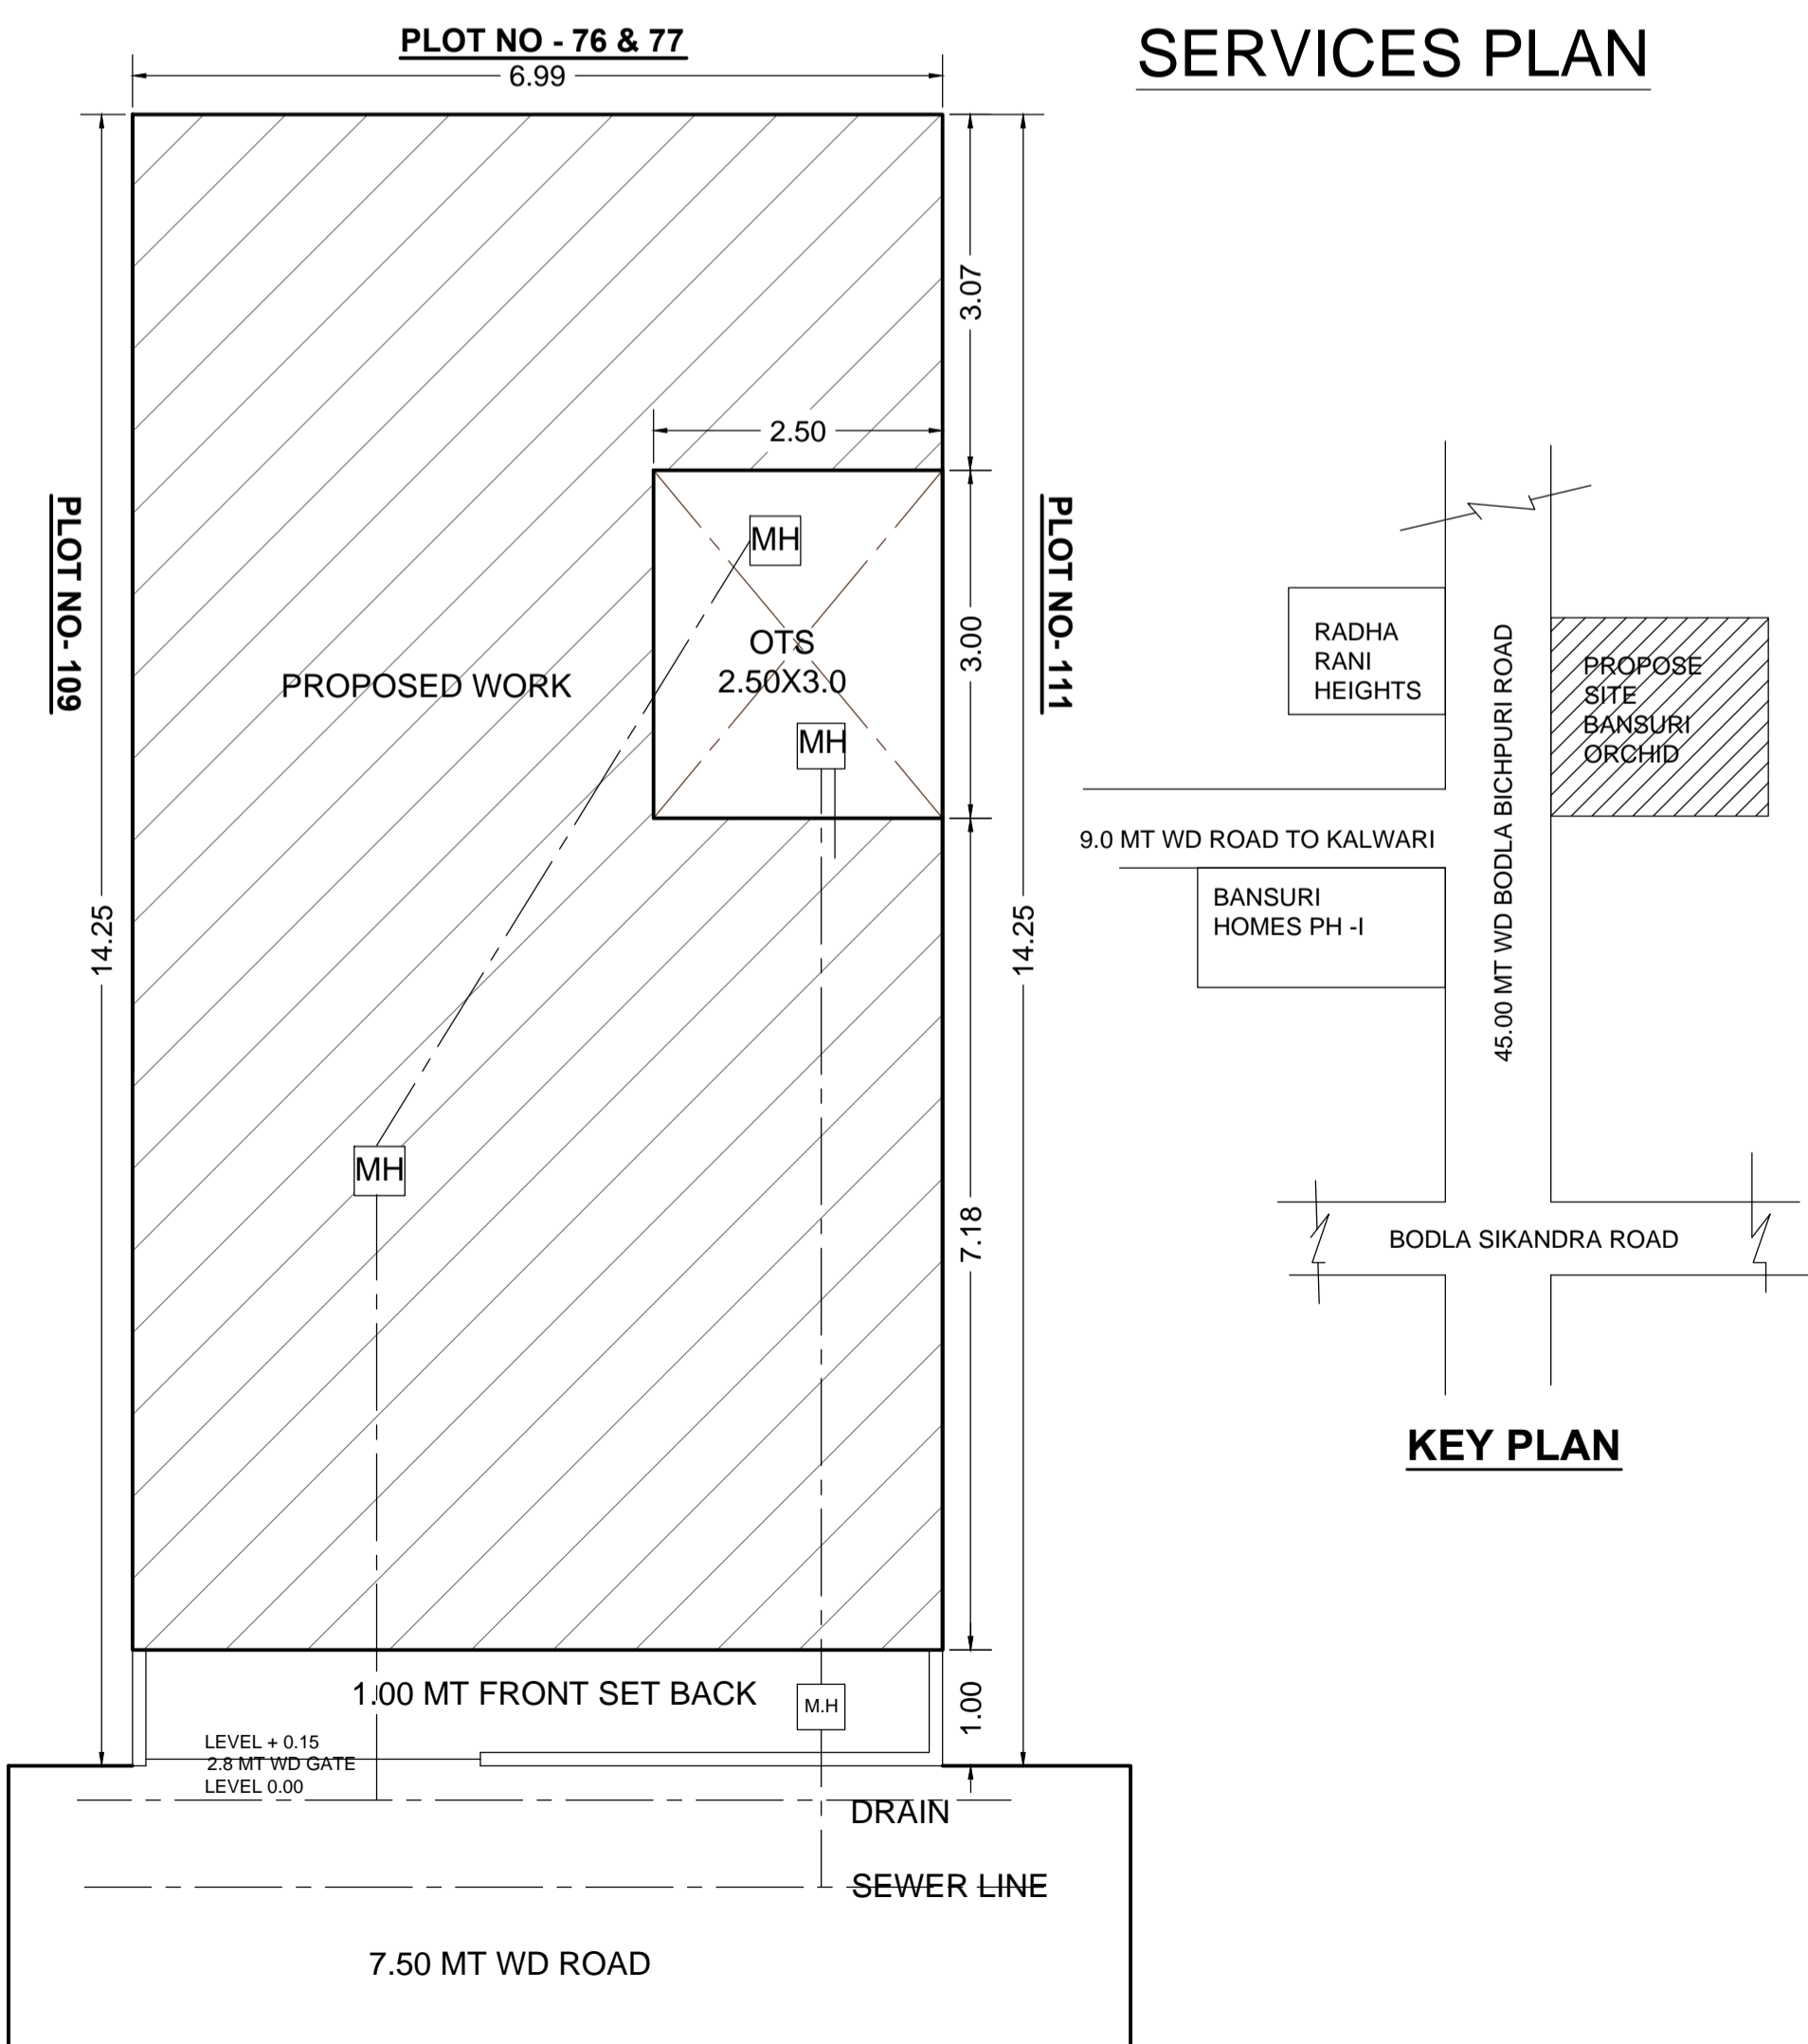 PLOT NO - 76 & 77
6.99
SERVICES PLAN
3.07
2.50
MH
OTS
2.50X3.0
MH
3.00
PROPOSED WORK
PLOT NO- 109
PLOT NO- 111
14.25
14.25
MH
7.18
1.00 MT FRONT SET BACK
M.H
1.00
LEVEL + 0.15
2.8 MT WD GATE
LEVEL 0.00
DRAIN
SEWER LINE
7.50 MT WD ROAD
RADHA
RANI
HEIGHTS
45.00 MT WD BODLA BICHPURI ROAD
PROPOSE
SITE
BANSURI
ORCHID
9.0 MT WD ROAD TO KALWARI
BANSURI
HOMES PH -I
BODLA SIKANDRA ROAD
KEY PLAN